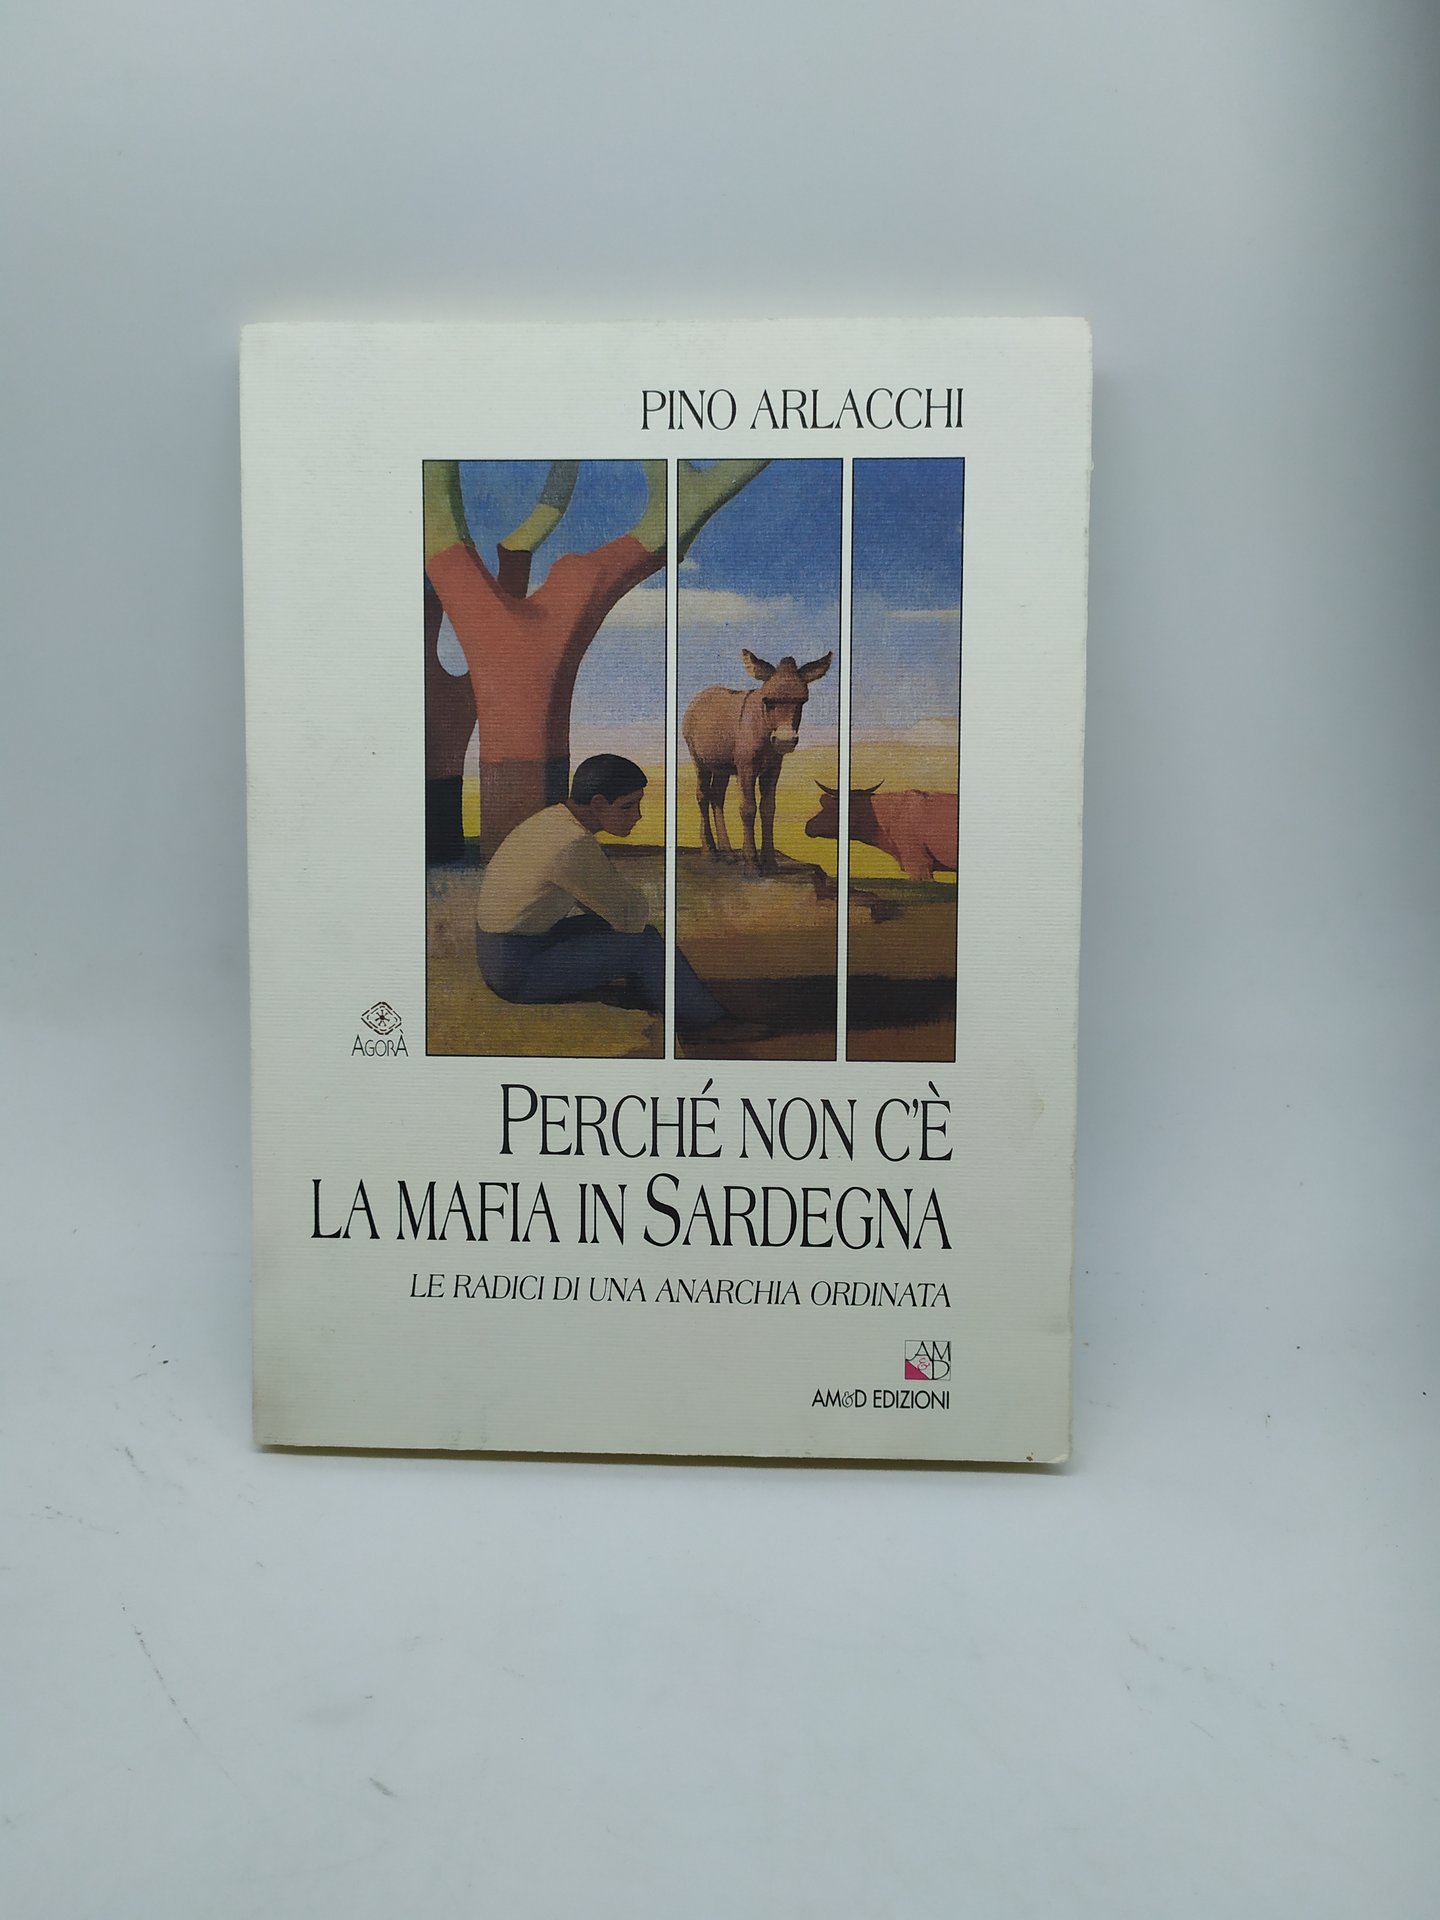 PINO ARLACCHI
AGORÀ
PERCHÉ NON C'È
LA MAFIA IN SARDEGNA
LE RADICI DI UNA ANARCHIA ORDINATA
AM
&D
AM&D EDIZIONI